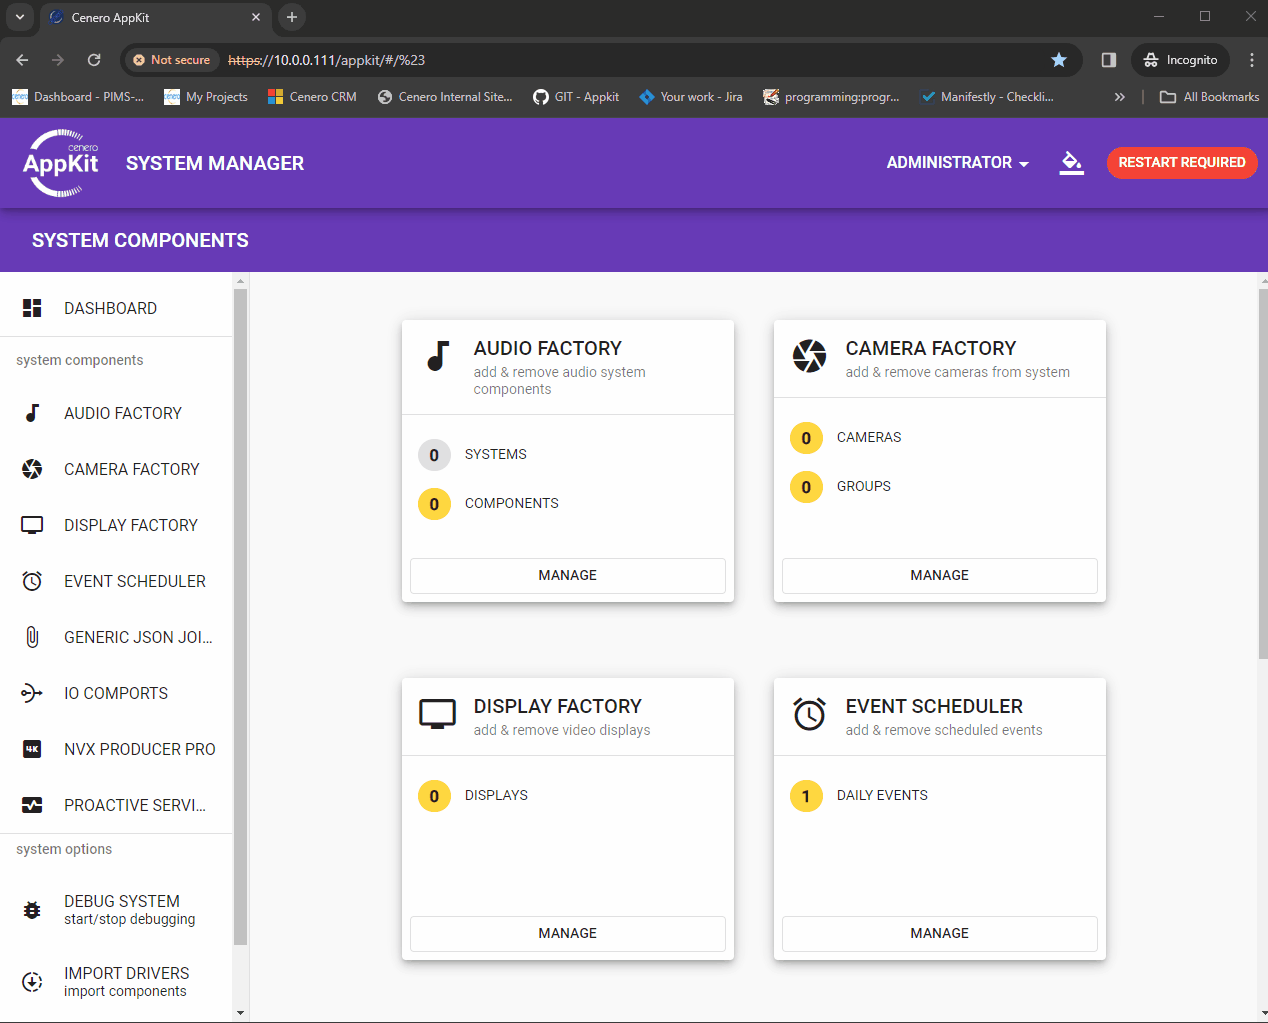 Cenero AppKit
Not secure
https://10.0.0.111/appkit/#/%23
Incognito
Dashboard - PIMS-...
My Projects
Cenero CRM
Cenero Internal Site...
GIT - Appkit
Your work - Jira
programming:progr...
Manifestly - Checkli...
All Bookmarks
cenero
AppKit
SYSTEM MANAGER
ADMINISTRATOR
RESTART REQUIRED
SYSTEM COMPONENTS
DASHBOARD
system components
AUDIO FACTORY
CAMERA FACTORY
DISPLAY FACTORY
EVENT SCHEDULER
GENERIC JSON JOI...
IO COMPORTS
4K
NVX PRODUCER PRO
PROACTIVE SERVI...
system options
DEBUG SYSTEM
start/stop debugging
IMPORT DRIVERS
import components
AUDIO FACTORY
add & remove audio system
components
0 SYSTEMS
0 COMPONENTS
MANAGE
CAMERA FACTORY
add & remove cameras from system
0 CAMERAS
0 GROUPS
MANAGE
DISPLAY FACTORY
add & remove video displays
0 DISPLAYS
MANAGE
EVENT SCHEDULER
add & remove scheduled events
1 DAILY EVENTS
MANAGE